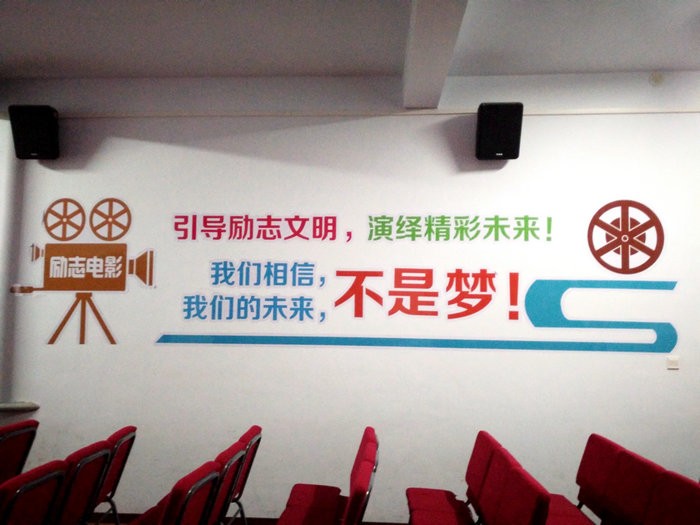 引导励志文明，演绎精彩未来！
励志电影
我们相信，
我们的未来，不是梦！